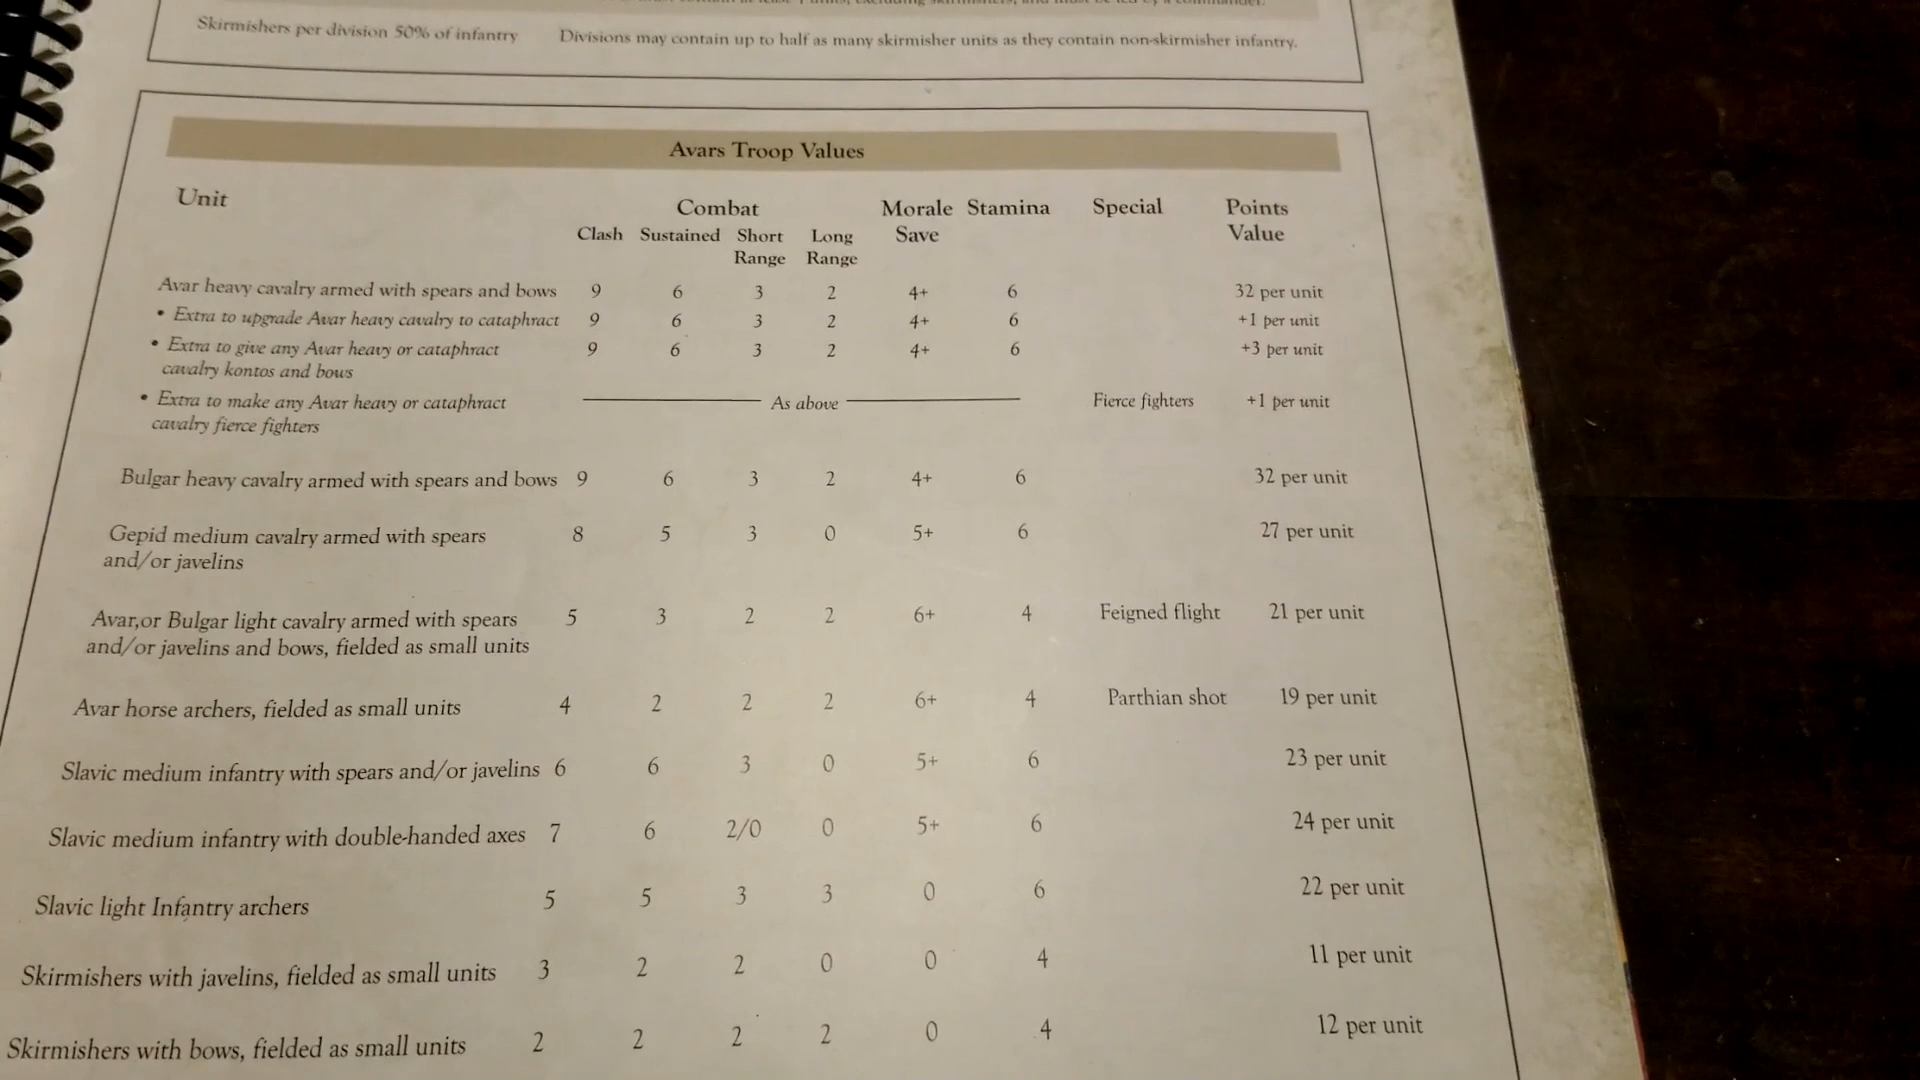 Skirmishers per division 50% of infantry Divisions may contain up to half as many skirmisher units as they contain non-skirmisher infantry.
Avars Troop Values
Unit Combat Morale Save Stamina Special Points Value
Clash Sustained Short Range Long Range
Avar heavy cavalry armed with spears and bows 9 6 3 2 4+ 6 32 per unit
• Extra to upgrade Avar heavy cavalry to cataphract 9 6 3 2 4+ 6 +1 per unit
• Extra to give any Avar heavy or cataphract 9 6 3 2 4+ 6 +3 per unit
cavalry kontos and bows
• Extra to make any Avar heavy or cataphract As above Fierce fighters +1 per unit
cavalry fierce fighters
Bulgar heavy cavalry armed with spears and bows 9 6 3 2 4+ 6 32 per unit
Gepid medium cavalry armed with spears 8 5 3 0 5+ 6 27 per unit
and/or javelins
Avar,or Bulgar light cavalry armed with spears 5 3 2 2 6+ 4 Feigned flight 21 per unit
and/or javelins and bows, fielded as small units
Avar horse archers, fielded as small units 4 2 2 2 6+ 4 Parthian shot 19 per unit
Slavic medium infantry with spears and/or javelins 6 6 3 0 5+ 6 23 per unit
Slavic medium infantry with double-handed axes 7 6 2/0 0 5+ 6 24 per unit
Slavic light Infantry archers 5 5 3 3 0 6 22 per unit
Skirmishers with javelins, fielded as small units 3 2 2 0 0 4 11 per unit
Skirmishers with bows, fielded as small units 2 2 2 2 0 4 12 per unit